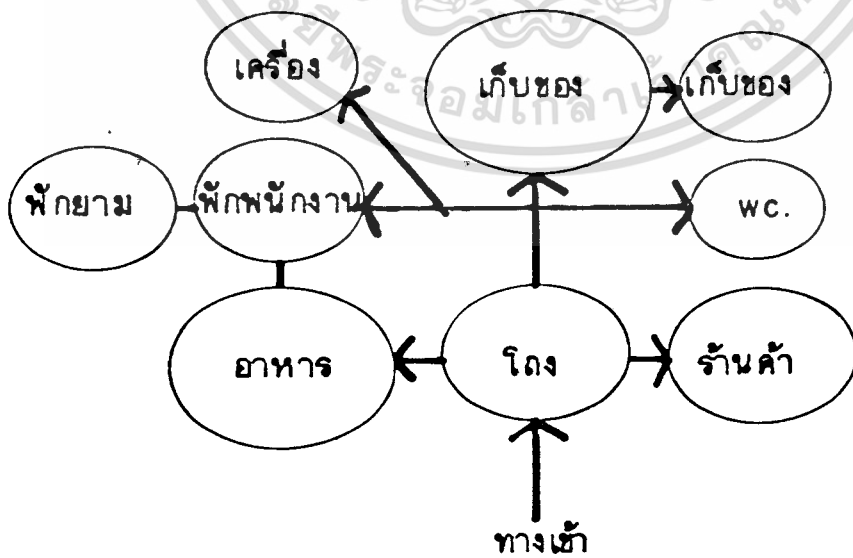 เครื่อง
เก็บของ
เก็บของ
พักยาม
พักพนักงาน
WC.
อาหาร
โถง
ร้านค้า
ทางเข้า